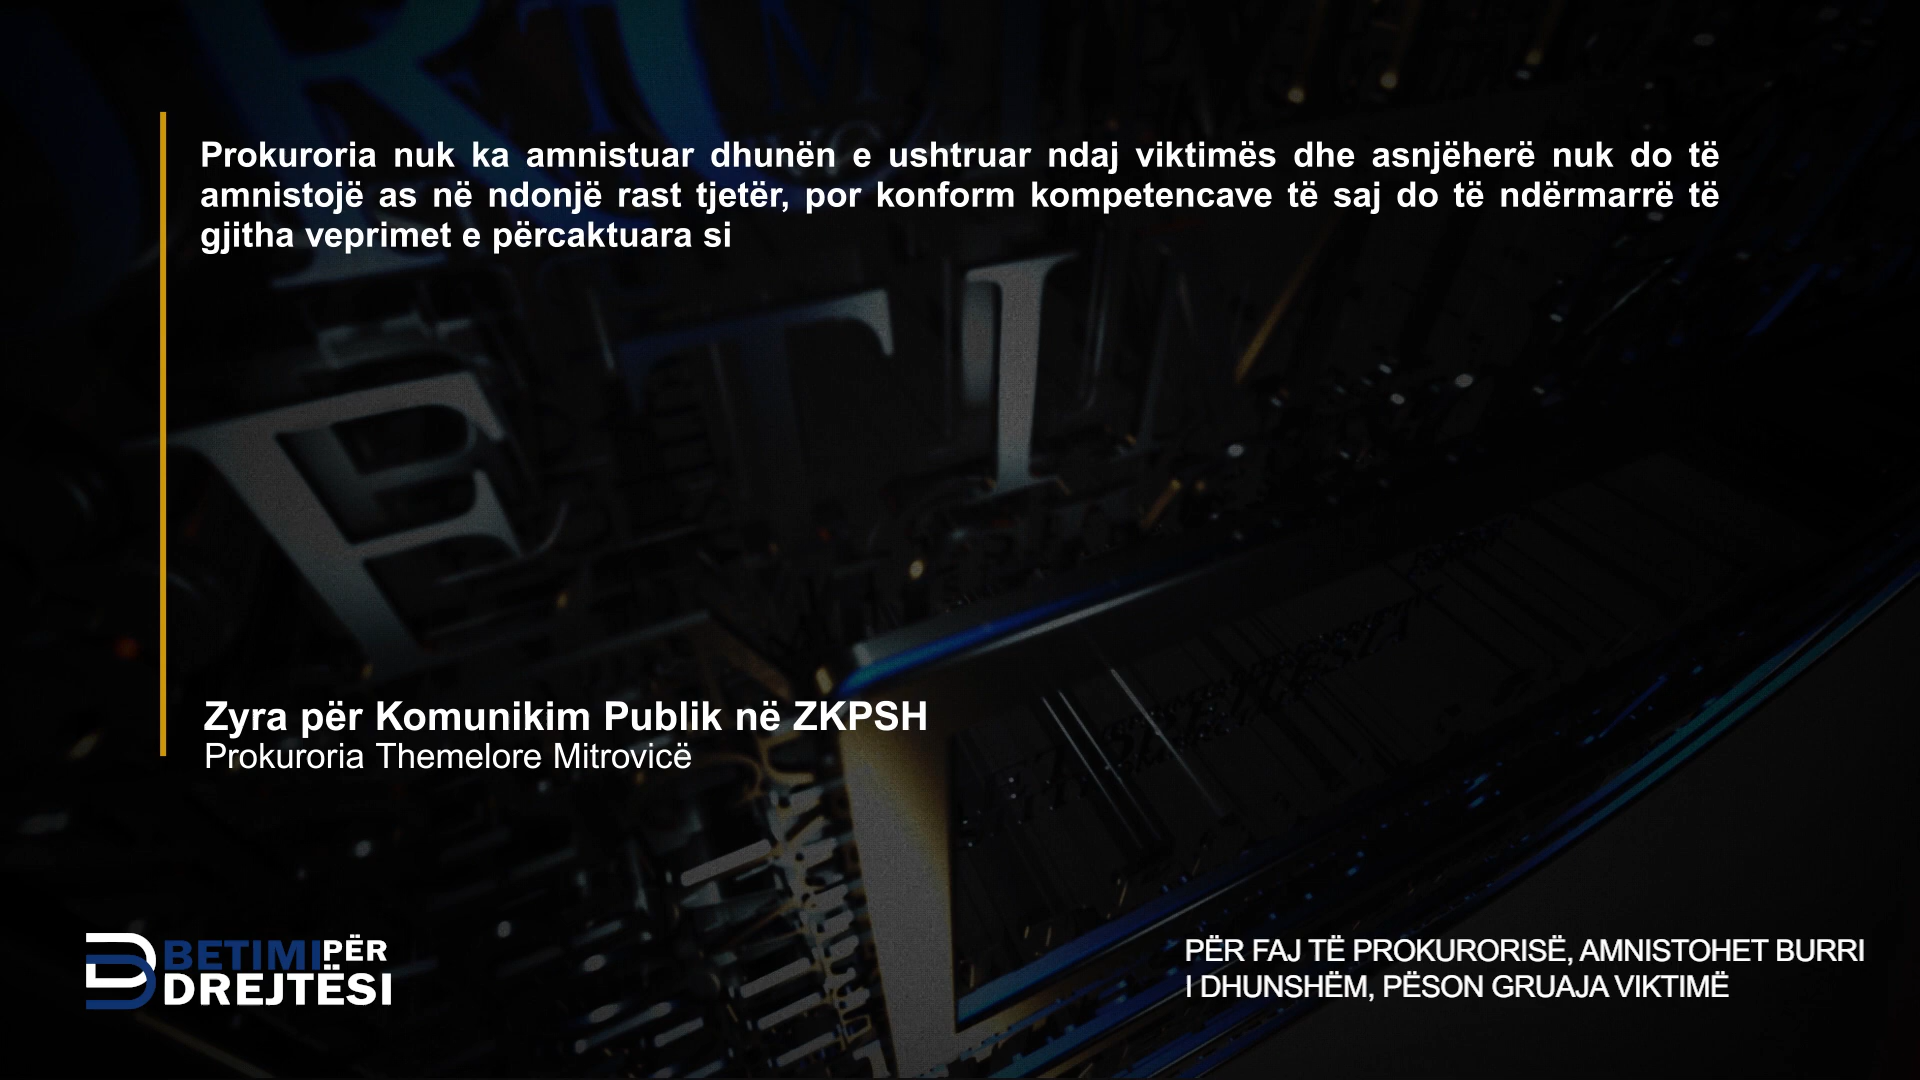 Prokuroria nuk ka amnistuar dhunën e ushtruar ndaj viktimës dhe asnjëherë nuk do të
amnistojë as në ndonjë rast tjetër, por konform kompetencave të saj do të ndërmarrë të
gjitha veprimet e përcaktuara si
Zyra për Komunikim Publik në ZKPSH
Prokuroria Themelore Mitrovicë
BETIMI PËR
DREJTËSI
PËR FAJ TË PROKURORISË, AMNISTOHET BURRI
I DHUNSHËM, PËSON GRUAJA VIKTIMË